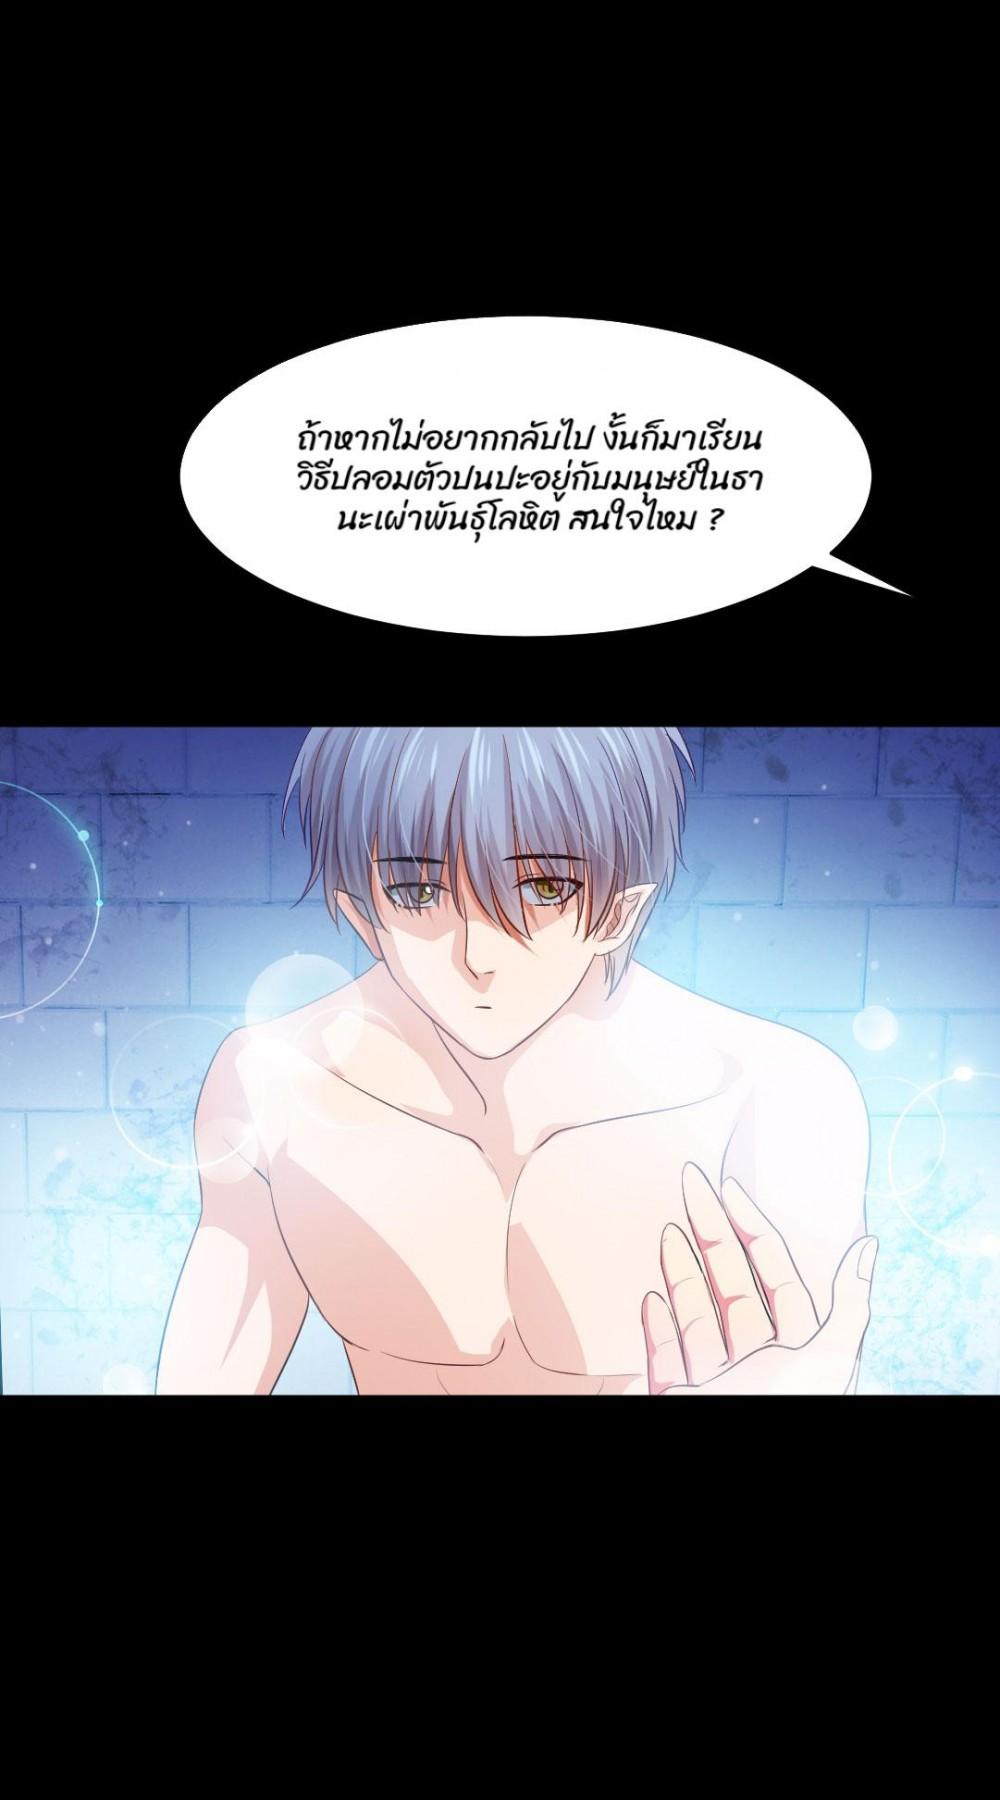 ถ้าหากไม่อยากกลับไป งั้นก็มาเรียน
วิธีปลอมตัวปนปะอยู่กับมนุษย์ในธา
นะเผ่าพันธุ์โลหิต สนใจไหม ?